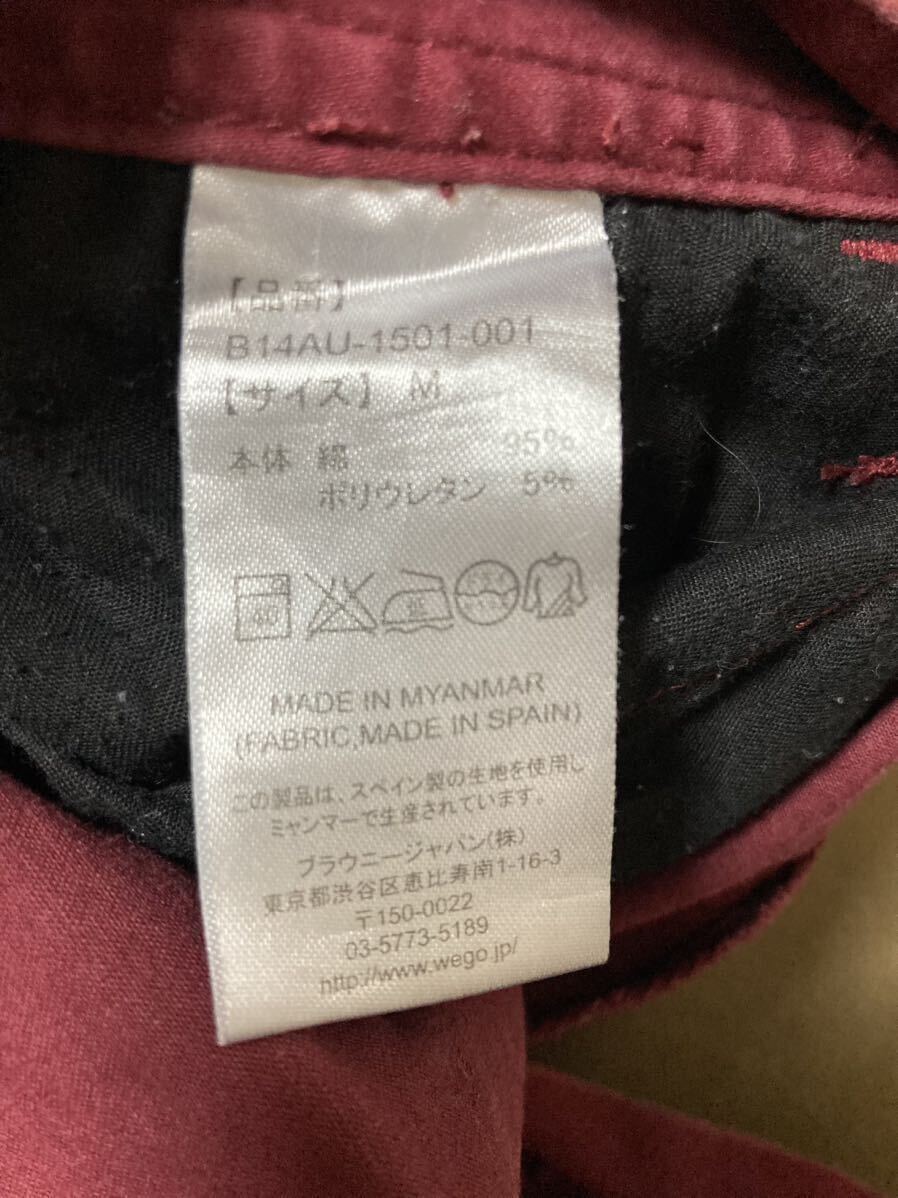 【品番】
B14AU-1501-001
【サイズ】 M
本体 綿 95%
ポリウレタン 5%
40
MADE IN MYANMAR
(FABRIC,MADE IN SPAIN)
この製品は、スペイン製の生地を使用し
ミャンマーで生産されています。
ブラウニージャパン(株)
東京都渋谷区恵比寿南1-16-3
〒150-0022
03-5773-5189
http://www.wego.jp/